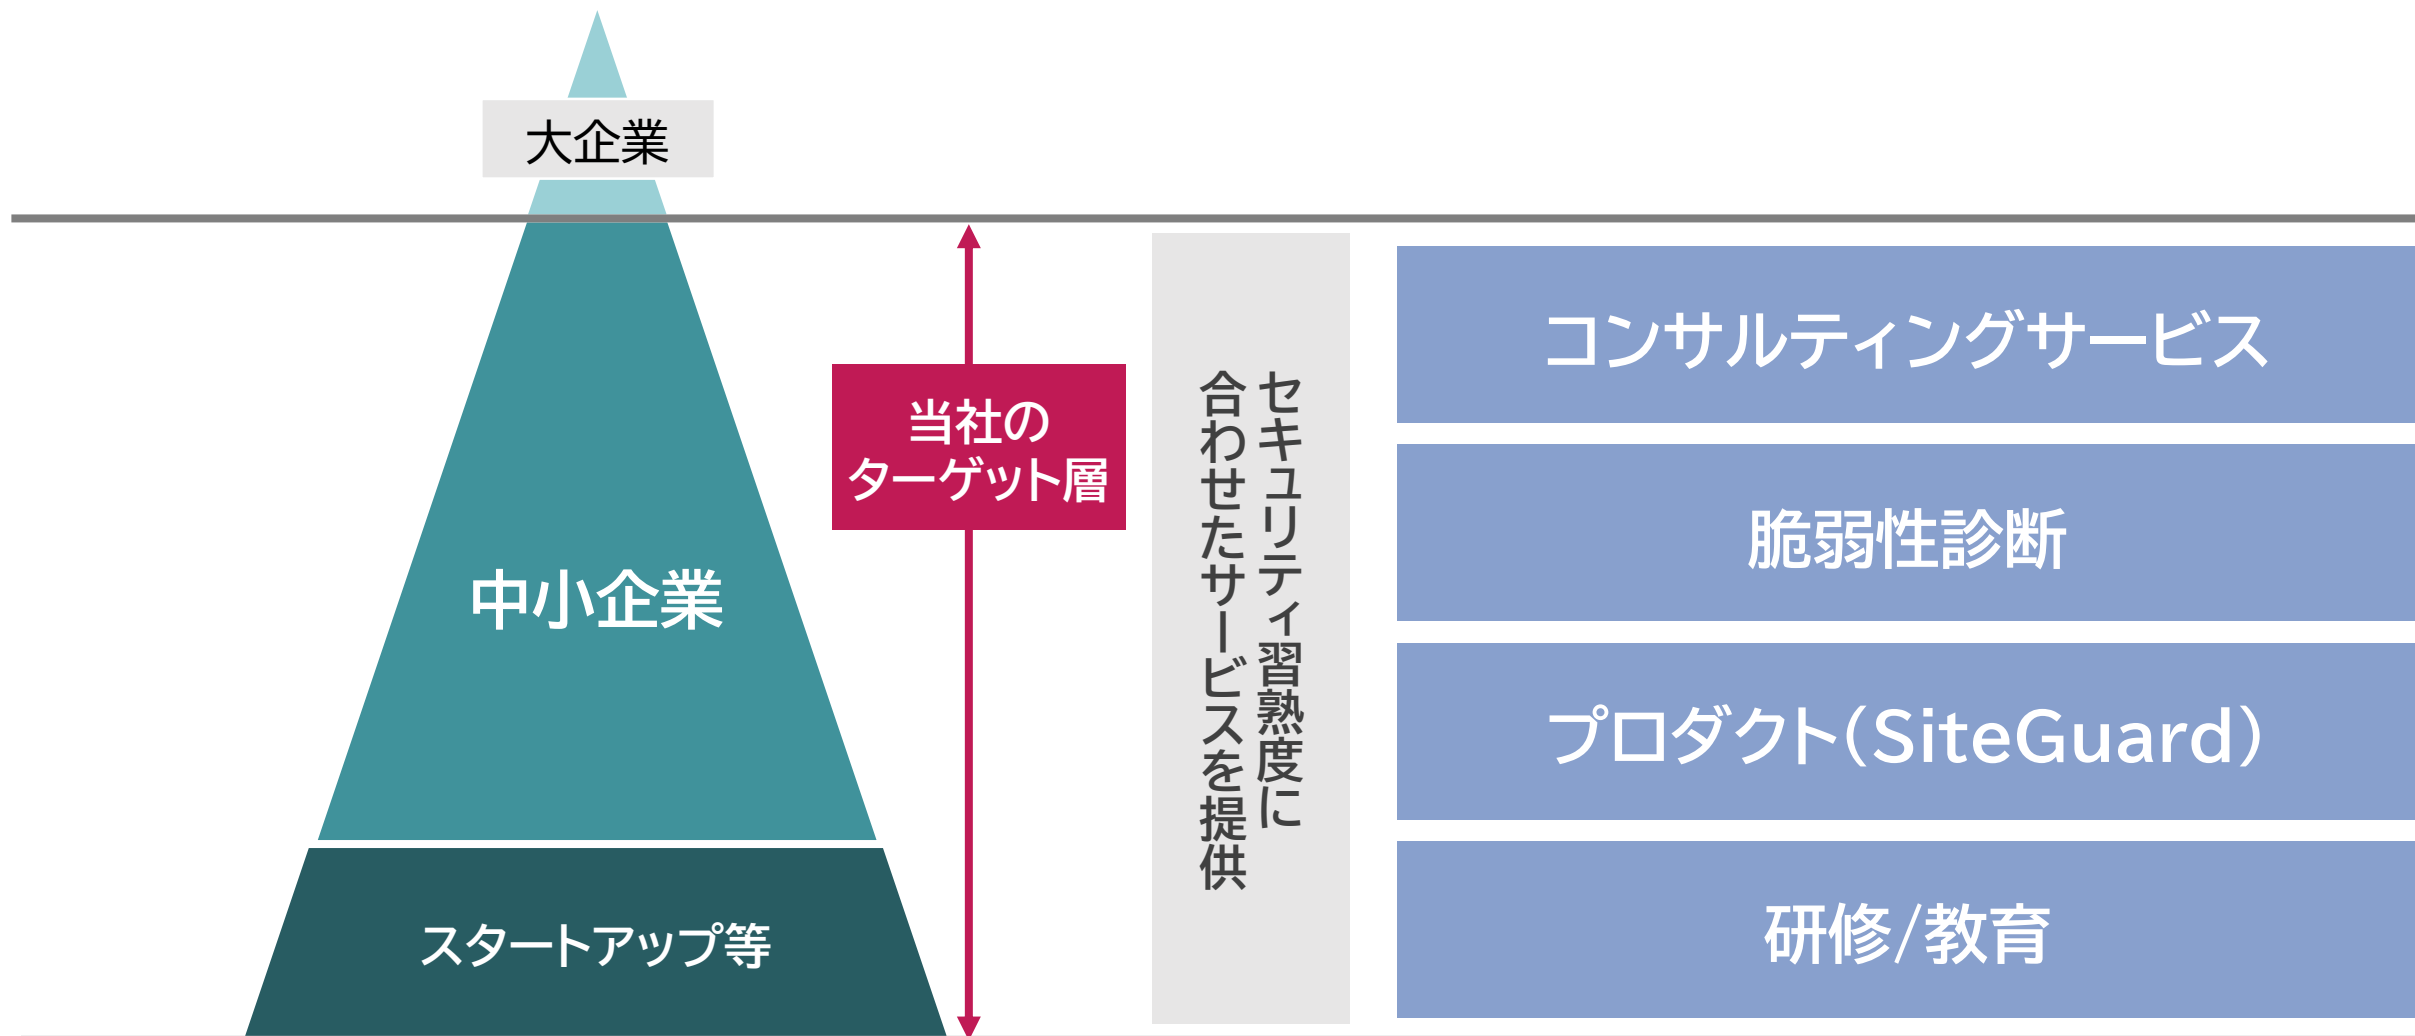 大企業
中小企業
スタートアップ等
当社の
ターゲット層
セキュリティ習熟度に
合わせたサービスを提供
コンサルティングサービス
脆弱性診断
プロダクト（SiteGuard）
研修/教育